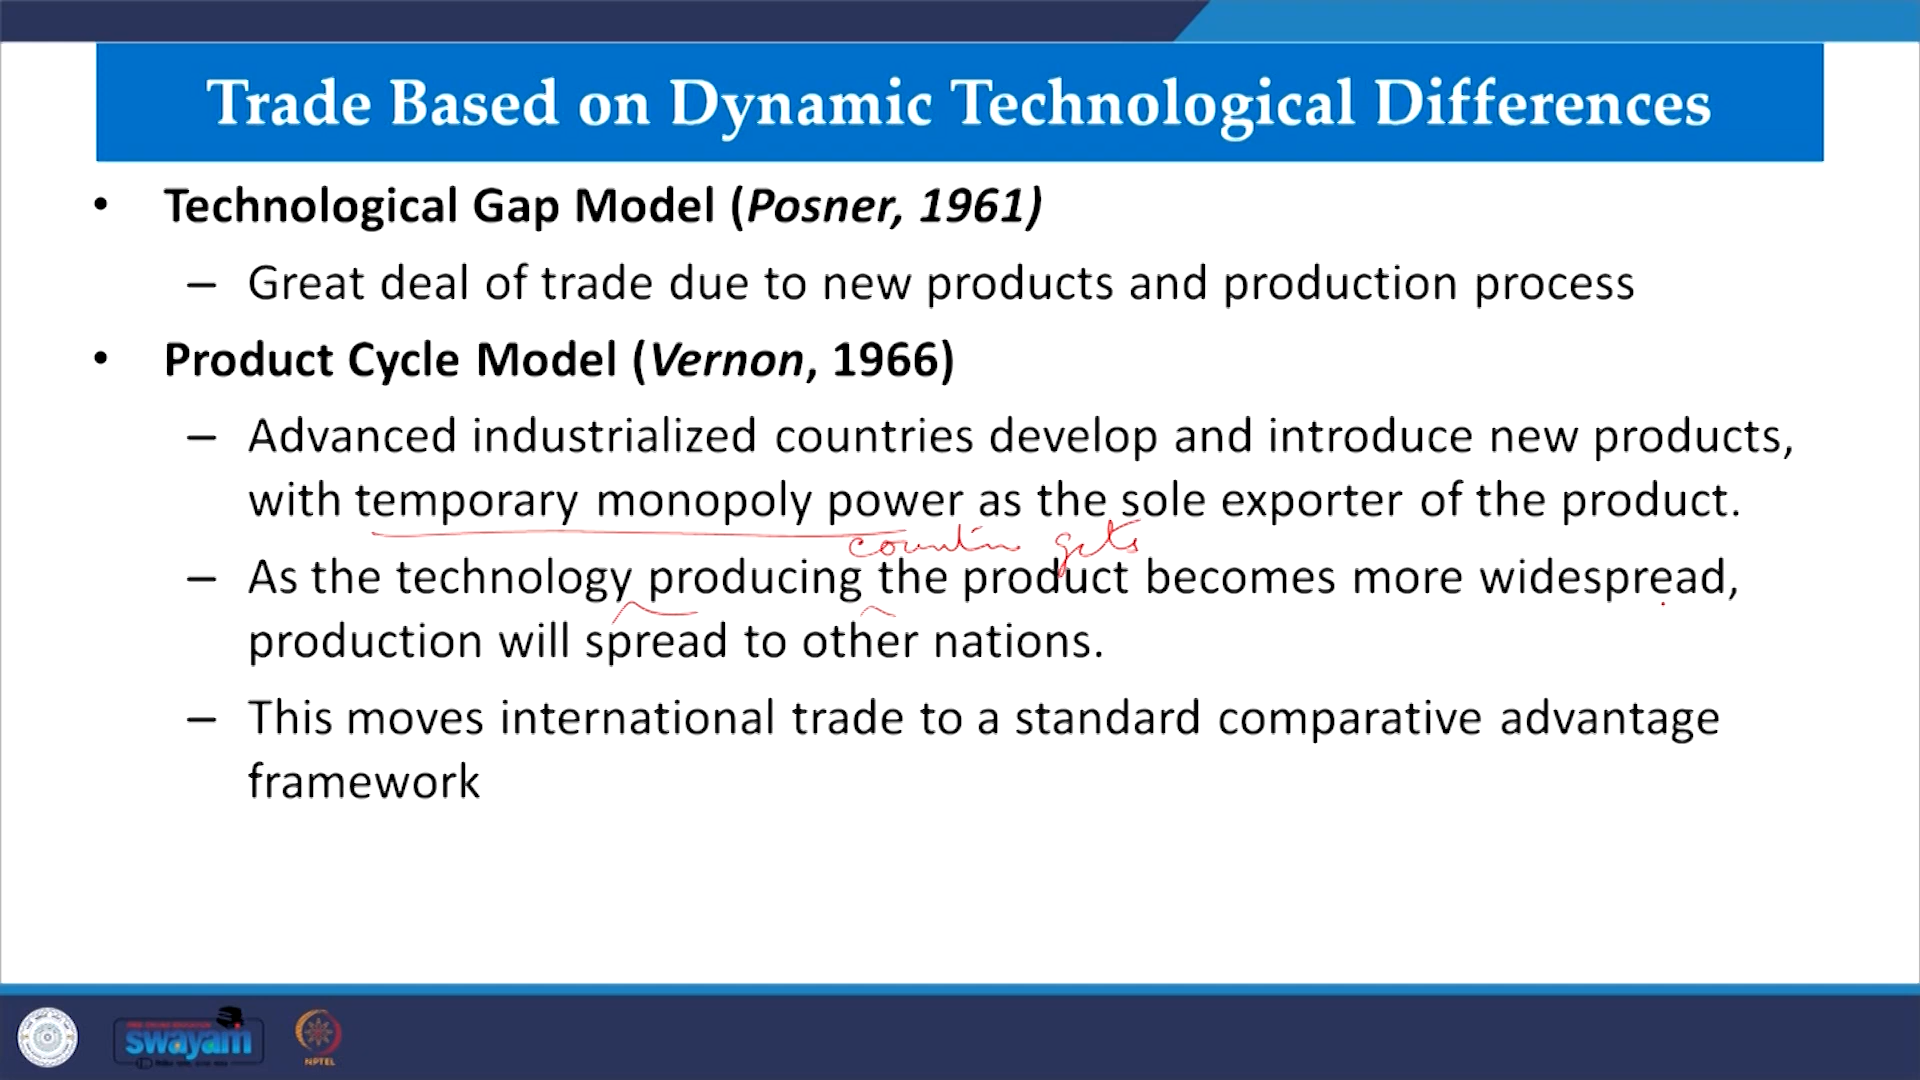 Trade Based on Dynamic Technological Differences
• Technological Gap Model (Posner, 1961)
– Great deal of trade due to new products and production process
• Product Cycle Model (Vernon, 1966)
– Advanced industrialized countries develop and introduce new products,
with temporary monopoly power as the sole exporter of the product.
gets
– As the technology producing the product becomes more widespread,
production will spread to other nations.
– This moves international trade to a standard comparative advantage
framework
swayam
NPTEL